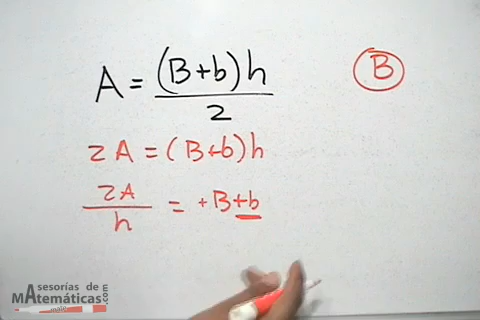 A = (B+b)h / 2
B
2A = (B+b)h
2A / h = +B+b
Asesorías de
Matemáticas.com